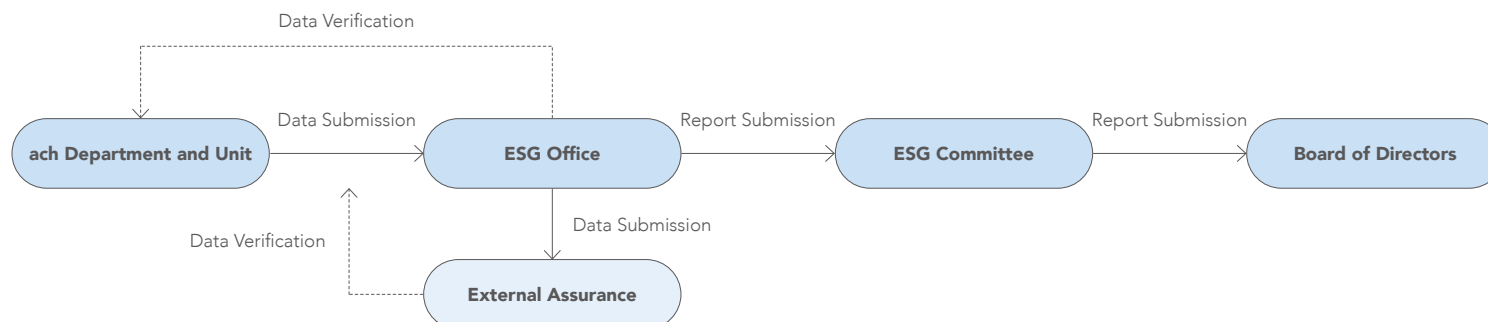 Data Verification
Data Submission
Report Submission
Report Submission
ach Department and Unit
ESG Office
ESG Committee
Board of Directors
Data Submission
Data Verification
External Assurance